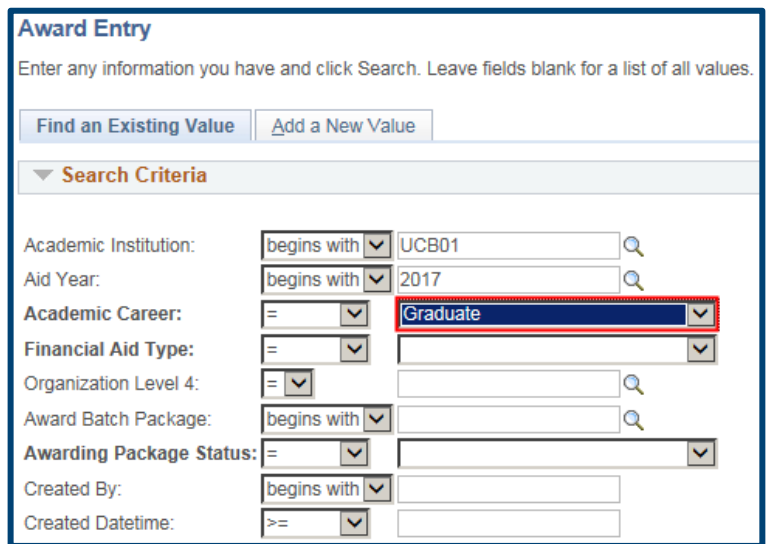 Award Entry
Enter any information you have and click Search. Leave fields blank for a list of all values.
Find an Existing Value Add a New Value
Search Criteria
Academic Institution: begins with UCB01
Aid Year: begins with 2017
Academic Career: = Graduate
Financial Aid Type: =
Organization Level 4: =
Award Batch Package: begins with
Awarding Package Status: =
Created By: begins with
Created Datetime: >=